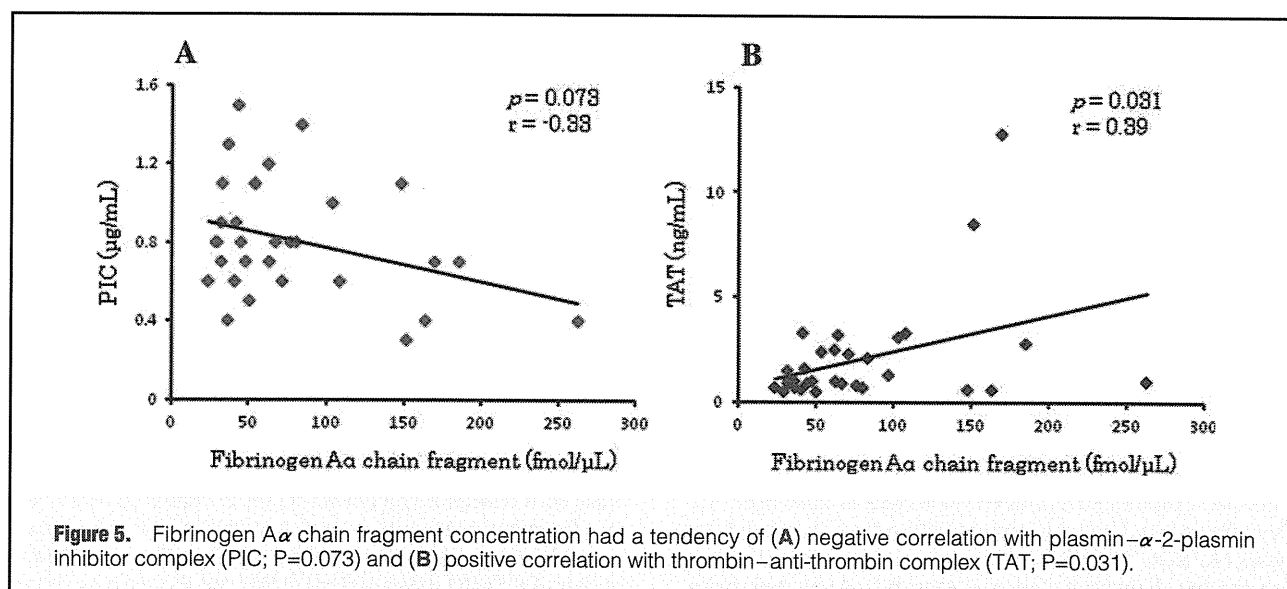 A
p = 0.073
r = -0.33
PIC (µg/mL)
1.6
1.2
0.8
0.4
0
0 50 100 150 200 250 300
Fibrinogen Aα chain fragment (fmol/µL)
B
p = 0.031
r = 0.39
TAT (ng/mL)
15
10
5
0
0 50 100 150 200 250 300
Fibrinogen Aα chain fragment (fmol/µL)
Figure 5. Fibrinogen Aα chain fragment concentration had a tendency of (A) negative correlation with plasmin–α-2-plasmin
inhibitor complex (PIC; P=0.073) and (B) positive correlation with thrombin–anti-thrombin complex (TAT; P=0.031).